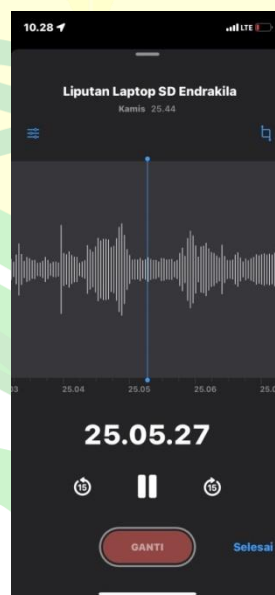 10.28
LTE
Liputan Laptop SD Endrakila
Kamis 25.44
25.04 25.05 25.06
25.05.27
15 15
GANTI
Selesai